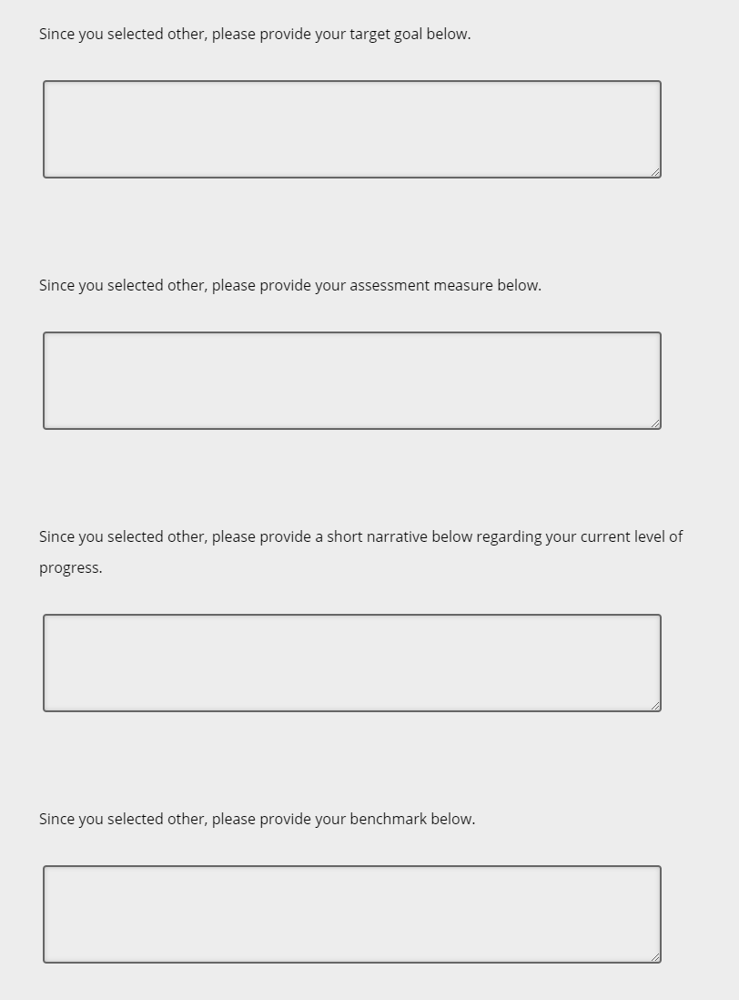 Since you selected other, please provide your target goal below.
Since you selected other, please provide your assessment measure below.
Since you selected other, please provide a short narrative below regarding your current level of
progress.
Since you selected other, please provide your benchmark below.